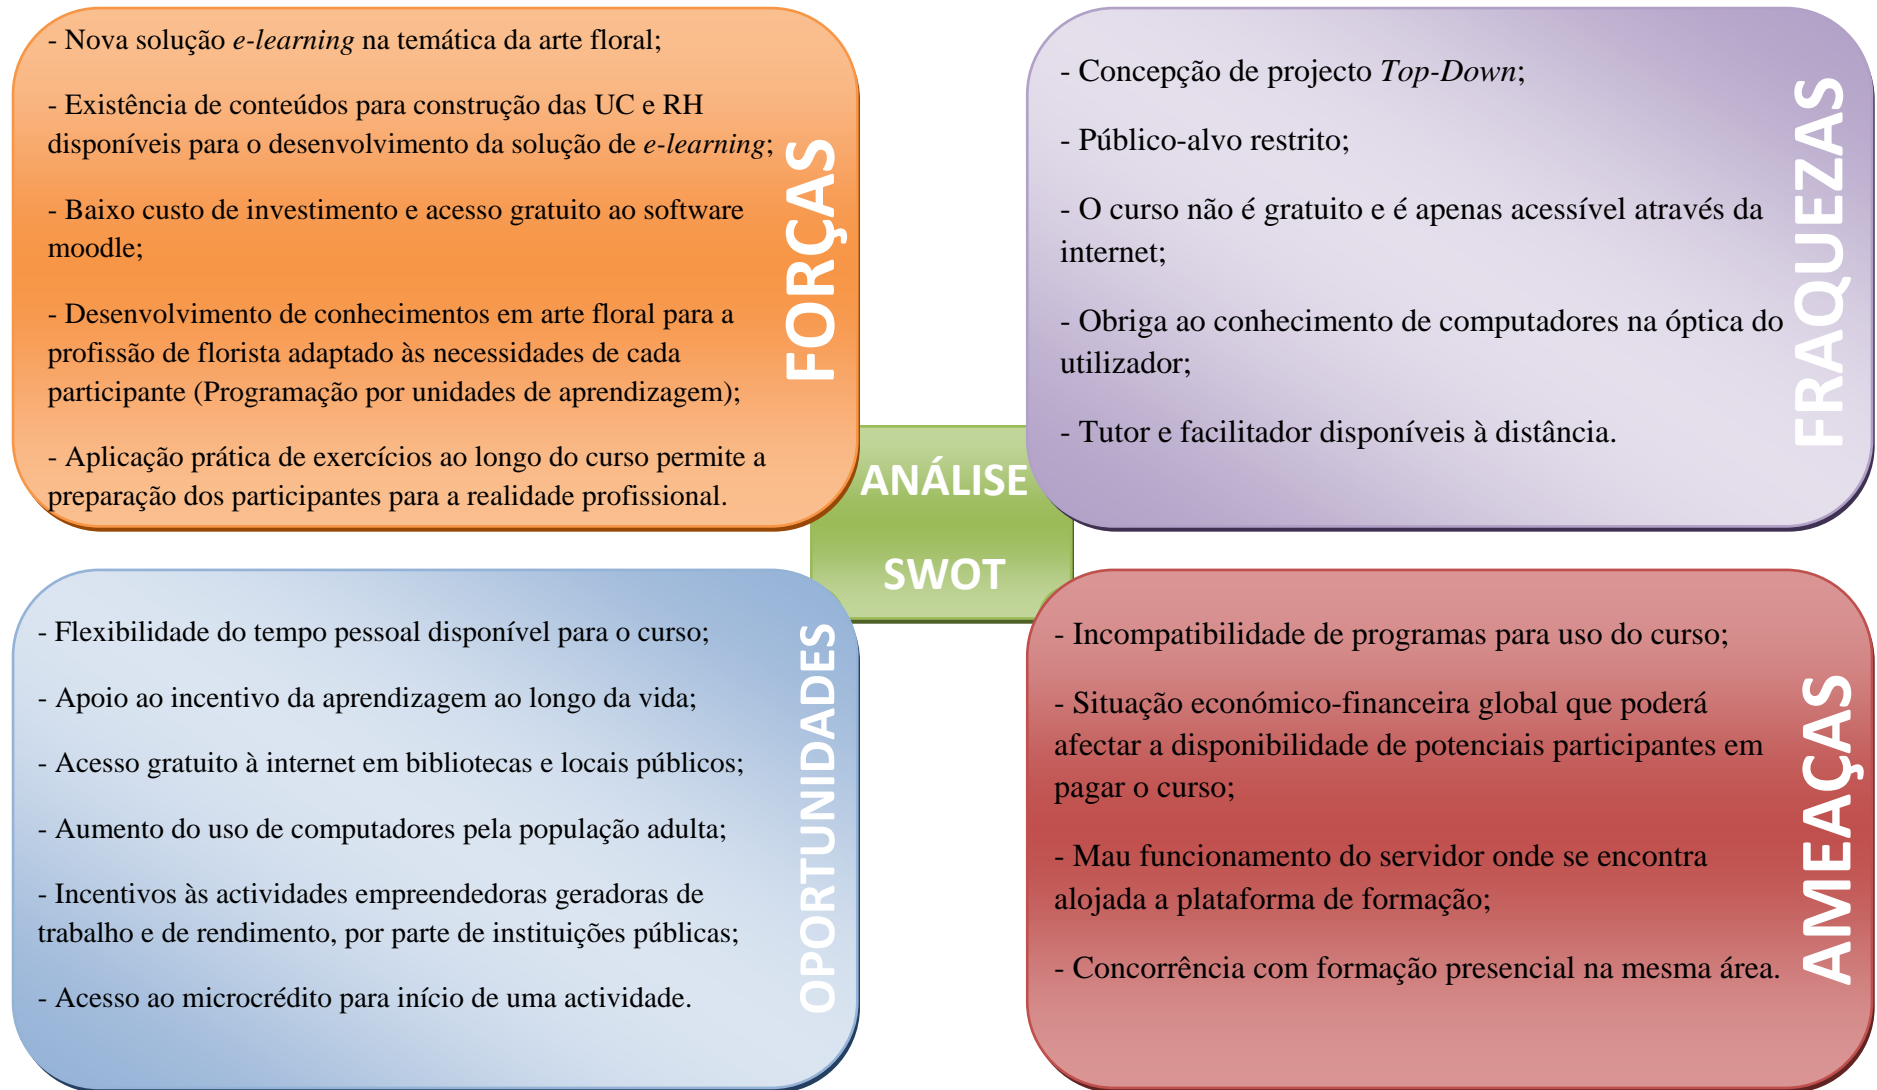 - Nova solução e-learning na temática da arte floral;
- Existência de conteúdos para construção das UC e RH
disponíveis para o desenvolvimento da solução de e-learning;
- Baixo custo de investimento e acesso gratuito ao software
moodle;
- Desenvolvimento de conhecimentos em arte floral para a
profissão de florista adaptado às necessidades de cada
participante (Programação por unidades de aprendizagem);
- Aplicação prática de exercícios ao longo do curso permite a
preparação dos participantes para a realidade profissional.
FORÇAS
- Concepção de projecto Top-Down;
- Público-alvo restrito;
- O curso não é gratuito e é apenas acessível através da
internet;
- Obriga ao conhecimento de computadores na óptica do
utilizador;
- Tutor e facilitador disponíveis à distância.
FRAQUEZAS
ANÁLISE
SWOT
- Flexibilidade do tempo pessoal disponível para o curso;
- Apoio ao incentivo da aprendizagem ao longo da vida;
- Acesso gratuito à internet em bibliotecas e locais públicos;
- Aumento do uso de computadores pela população adulta;
- Incentivos às actividades empreendedoras geradoras de
trabalho e de rendimento, por parte de instituições públicas;
- Acesso ao microcrédito para início de uma actividade.
OPORTUNIDADES
- Incompatibilidade de programas para uso do curso;
- Situação económico-financeira global que poderá
afectar a disponibilidade de potenciais participantes em
pagar o curso;
- Mau funcionamento do servidor onde se encontra
alojada a plataforma de formação;
- Concorrência com formação presencial na mesma área.
AMEAÇAS